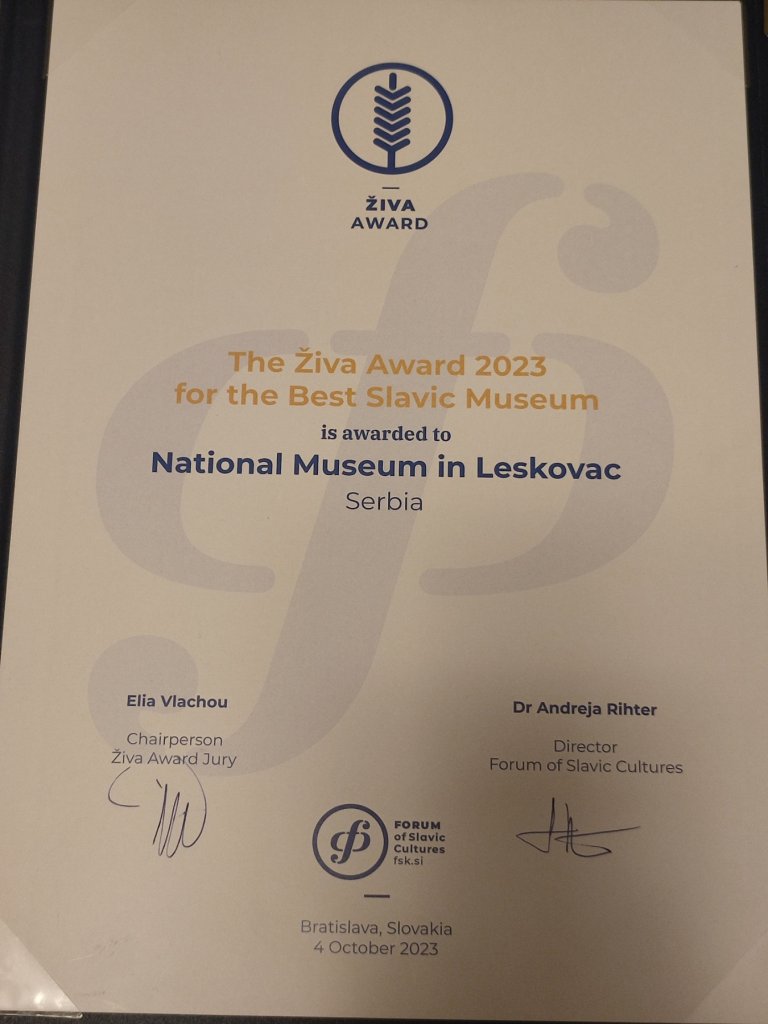 ŽIVA
AWARD
The Živa Award 2023
for the Best Slavic Museum
is awarded to
National Museum in Leskovac
Serbia
Elia Vlachou
Chairperson
Živa Award Jury
Dr Andreja Rihter
Director
Forum of Slavic Cultures
FORUM
of Slavic
Cultures
fsk.si
Bratislava, Slovakia
4 October 2023